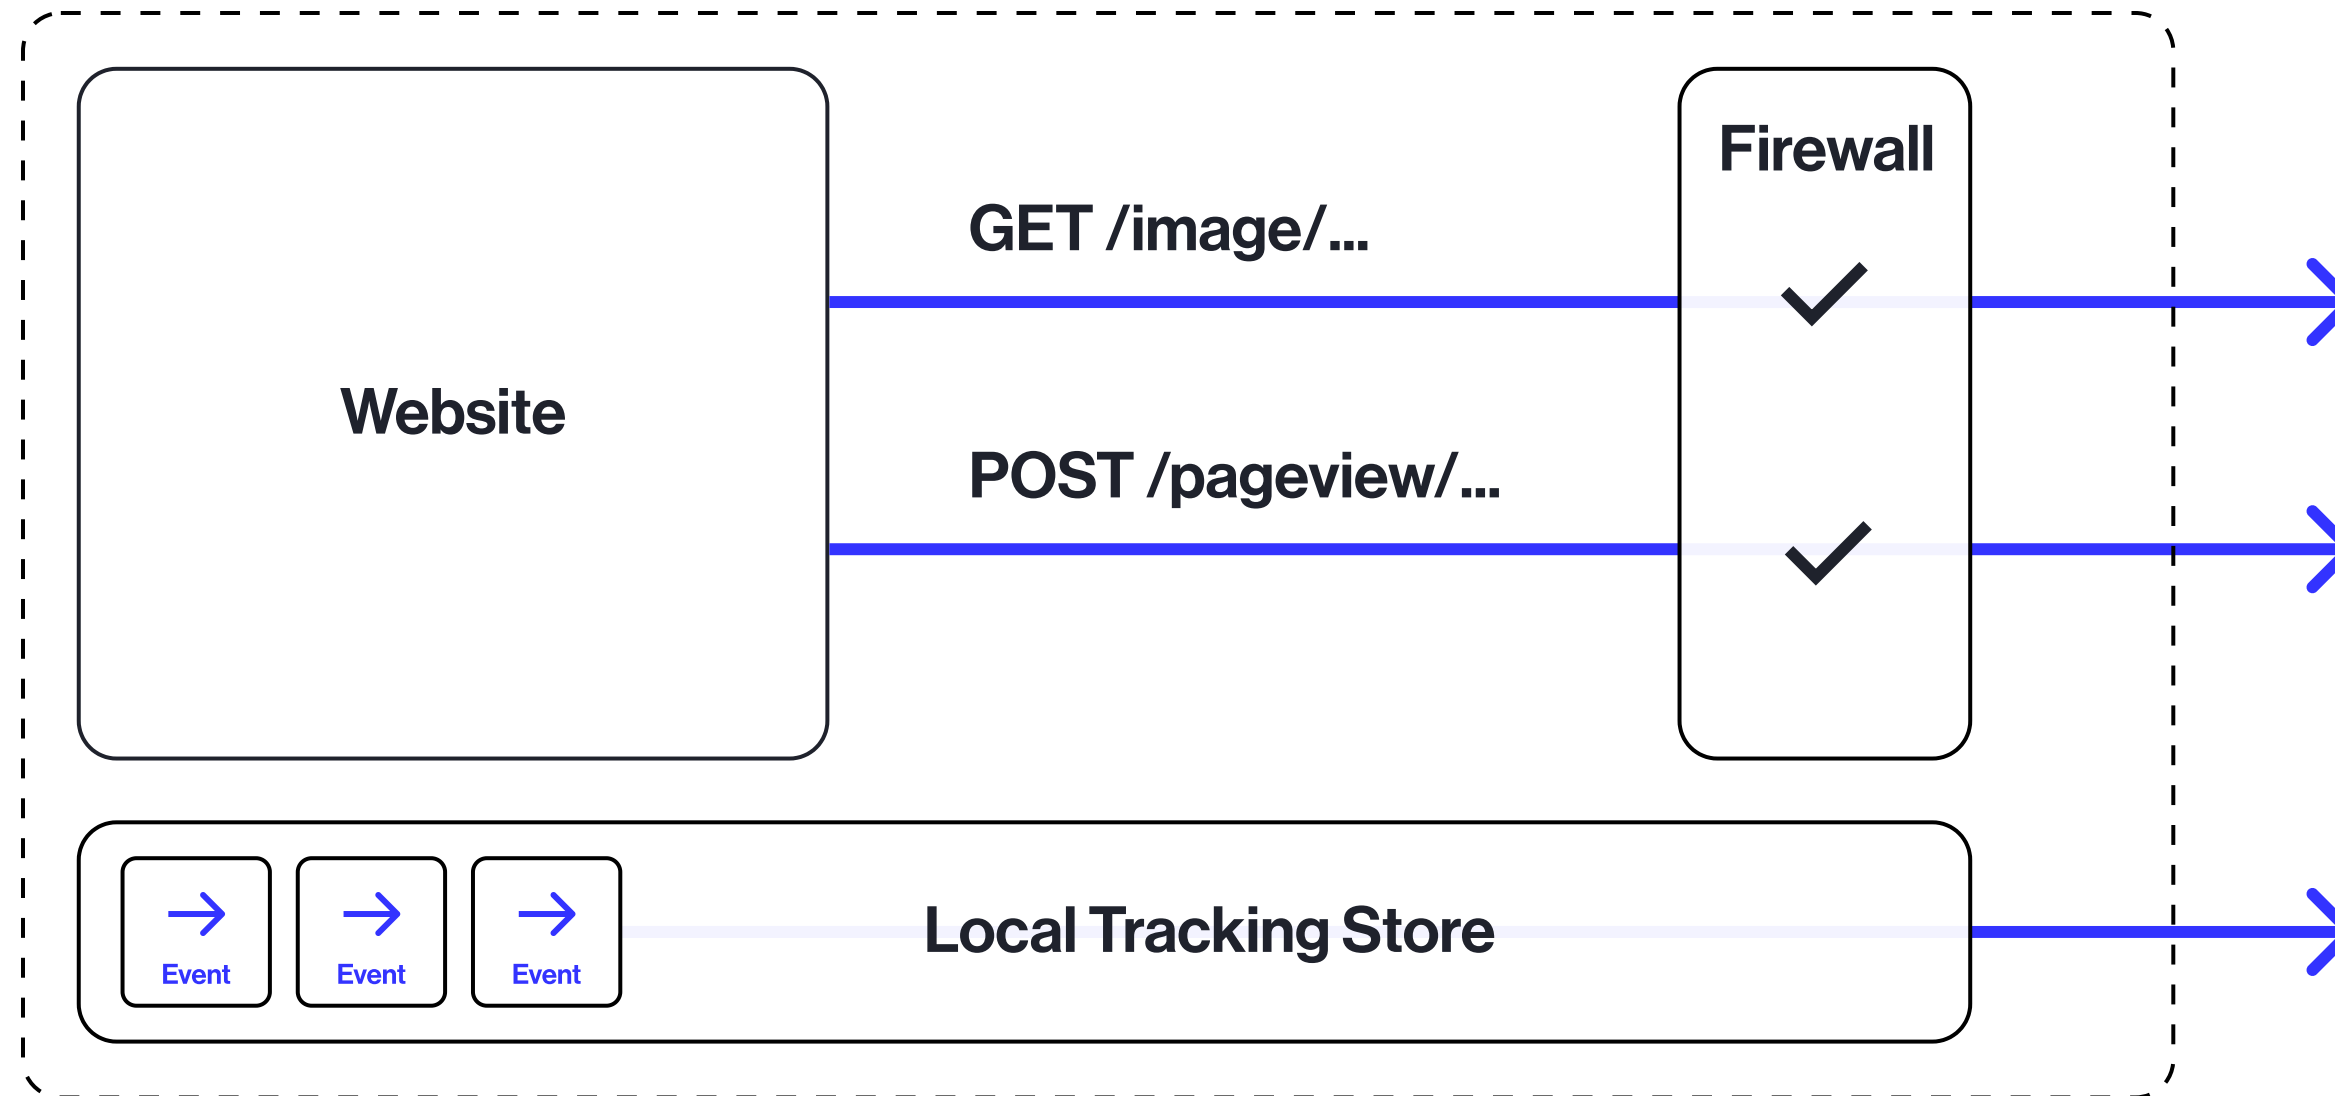 Firewall
GET /image/...
Website
POST /pageview/...
Local Tracking Store
Event
Event
Event